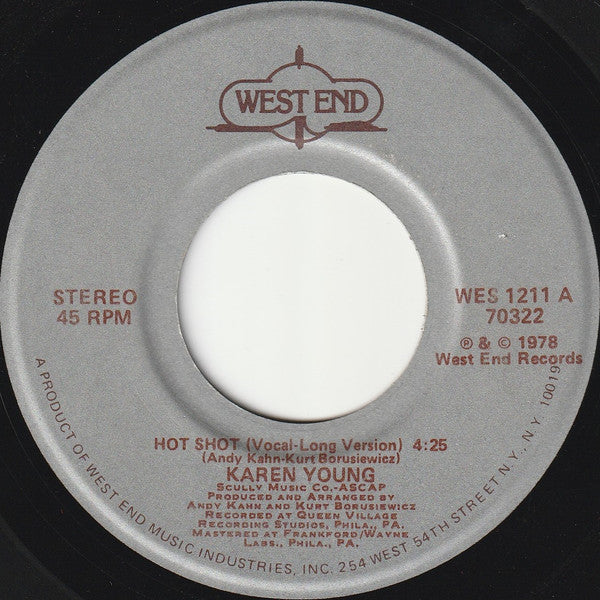 WEST END
STEREO
45 RPM
WES 1211 A
70322
℗ & © 1978
West End Records
HOT SHOT (Vocal-Long Version) 4:25
(Andy Kahn-Kurt Borusiewicz)
KAREN YOUNG
SCULLY MUSIC CO.-ASCAP
PRODUCED AND ARRANGED BY
ANDY KAHN AND KURT BORUSIEWICZ
RECORDED AT QUEEN VILLAGE
RECORDING STUDIOS, PHILA., PA.
MASTERED AT FRANKFORD/WAYNE
LABS., PHILA., PA.
A PRODUCT OF WEST END MUSIC INDUSTRIES, INC. 254 WEST 54TH STREET N.Y., N.Y. 10019